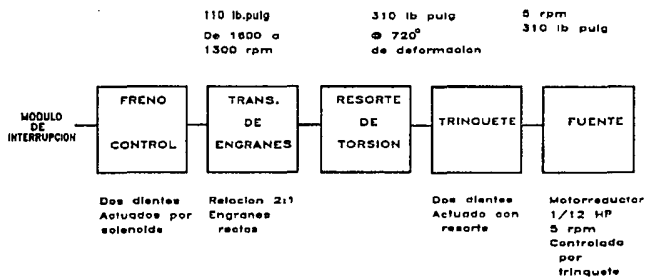 110 lb.pulg
De 1600 a
1300 rpm
310 lb pulg
@ 720°
de deformacion
5 rpm
310 lb pulg
MODULO
DE
INTERRUPCION
FRENO
CONTROL
TRANS.
DE
ENGRANES
RESORTE
DE
TORSION
TRINQUETE
FUENTE
Dos dientes
Actuados por
solenoide
Relacion 2:1
Engranes
rectos
Dos dientes
Actuado con
resorte
Motorreductor
1/12 HP
5 rpm
Controlada
por
trinquete